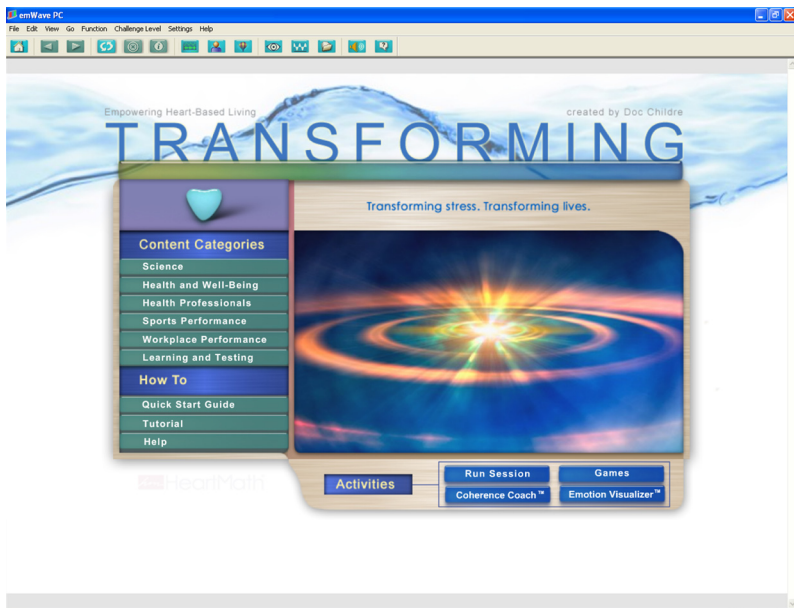 emWave PC
File Edit View Go Function Challenge Level Settings Help
Empowering Heart-Based Living
created by Doc Childre
TRANSFORMING
Transforming stress. Transforming lives.
Content Categories
Science
Health and Well-Being
Health Professionals
Sports Performance
Workplace Performance
Learning and Testing
How To
Quick Start Guide
Tutorial
Help
HeartMath
Activities
Run Session
Games
Coherence Coach™
Emotion Visualizer™